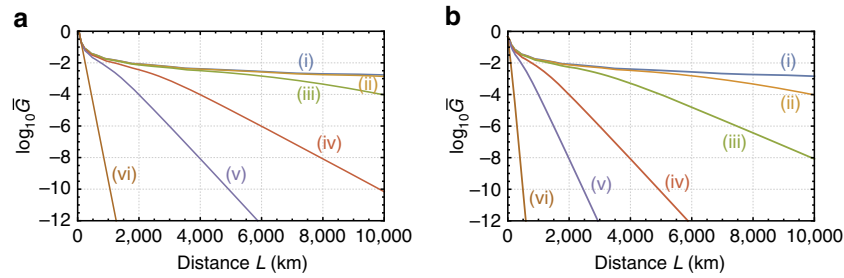 a
0
−2
−4
−6
−8
−10
−12
log₁₀G̅
(i)
(ii)
(iii)
(iv)
(v)
(vi)
0 2,000 4,000 6,000 8,000 10,000
Distance L (km)
b
0
−2
−4
−6
−8
−10
−12
log₁₀G̅
(i)
(ii)
(iii)
(iv)
(v)
(vi)
0 2,000 4,000 6,000 8,000 10,000
Distance L (km)